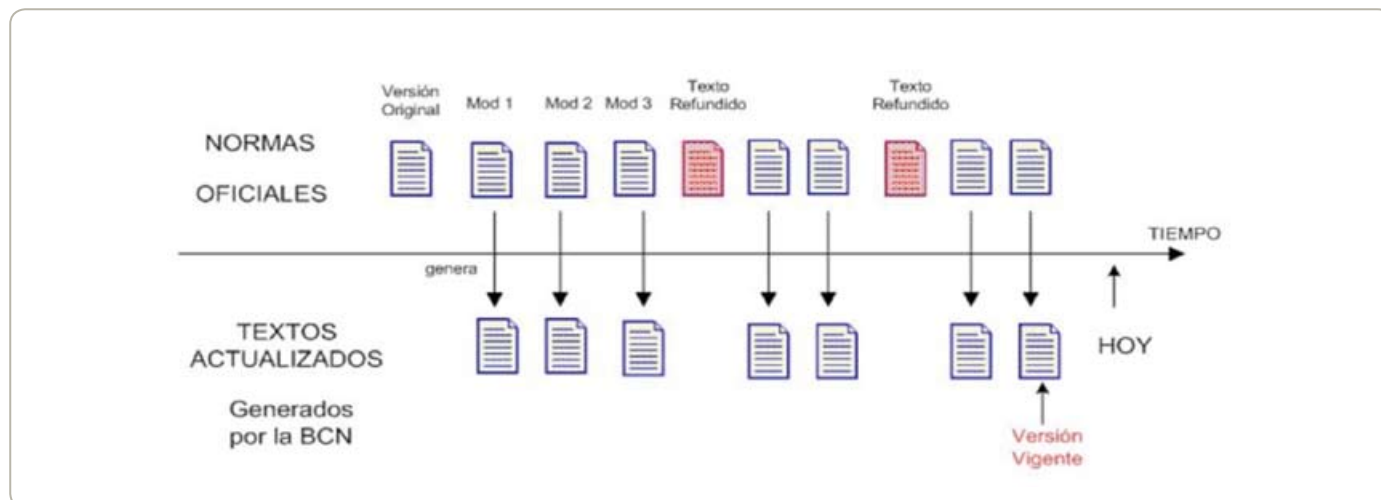 Versión
Original
Mod 1
Mod 2
Mod 3
Texto
Refundido
Texto
Refundido
NORMAS
OFICIALES
TIEMPO
genera
TEXTOS
ACTUALIZADOS
Generados
por la BCN
HOY
Versión
Vigente